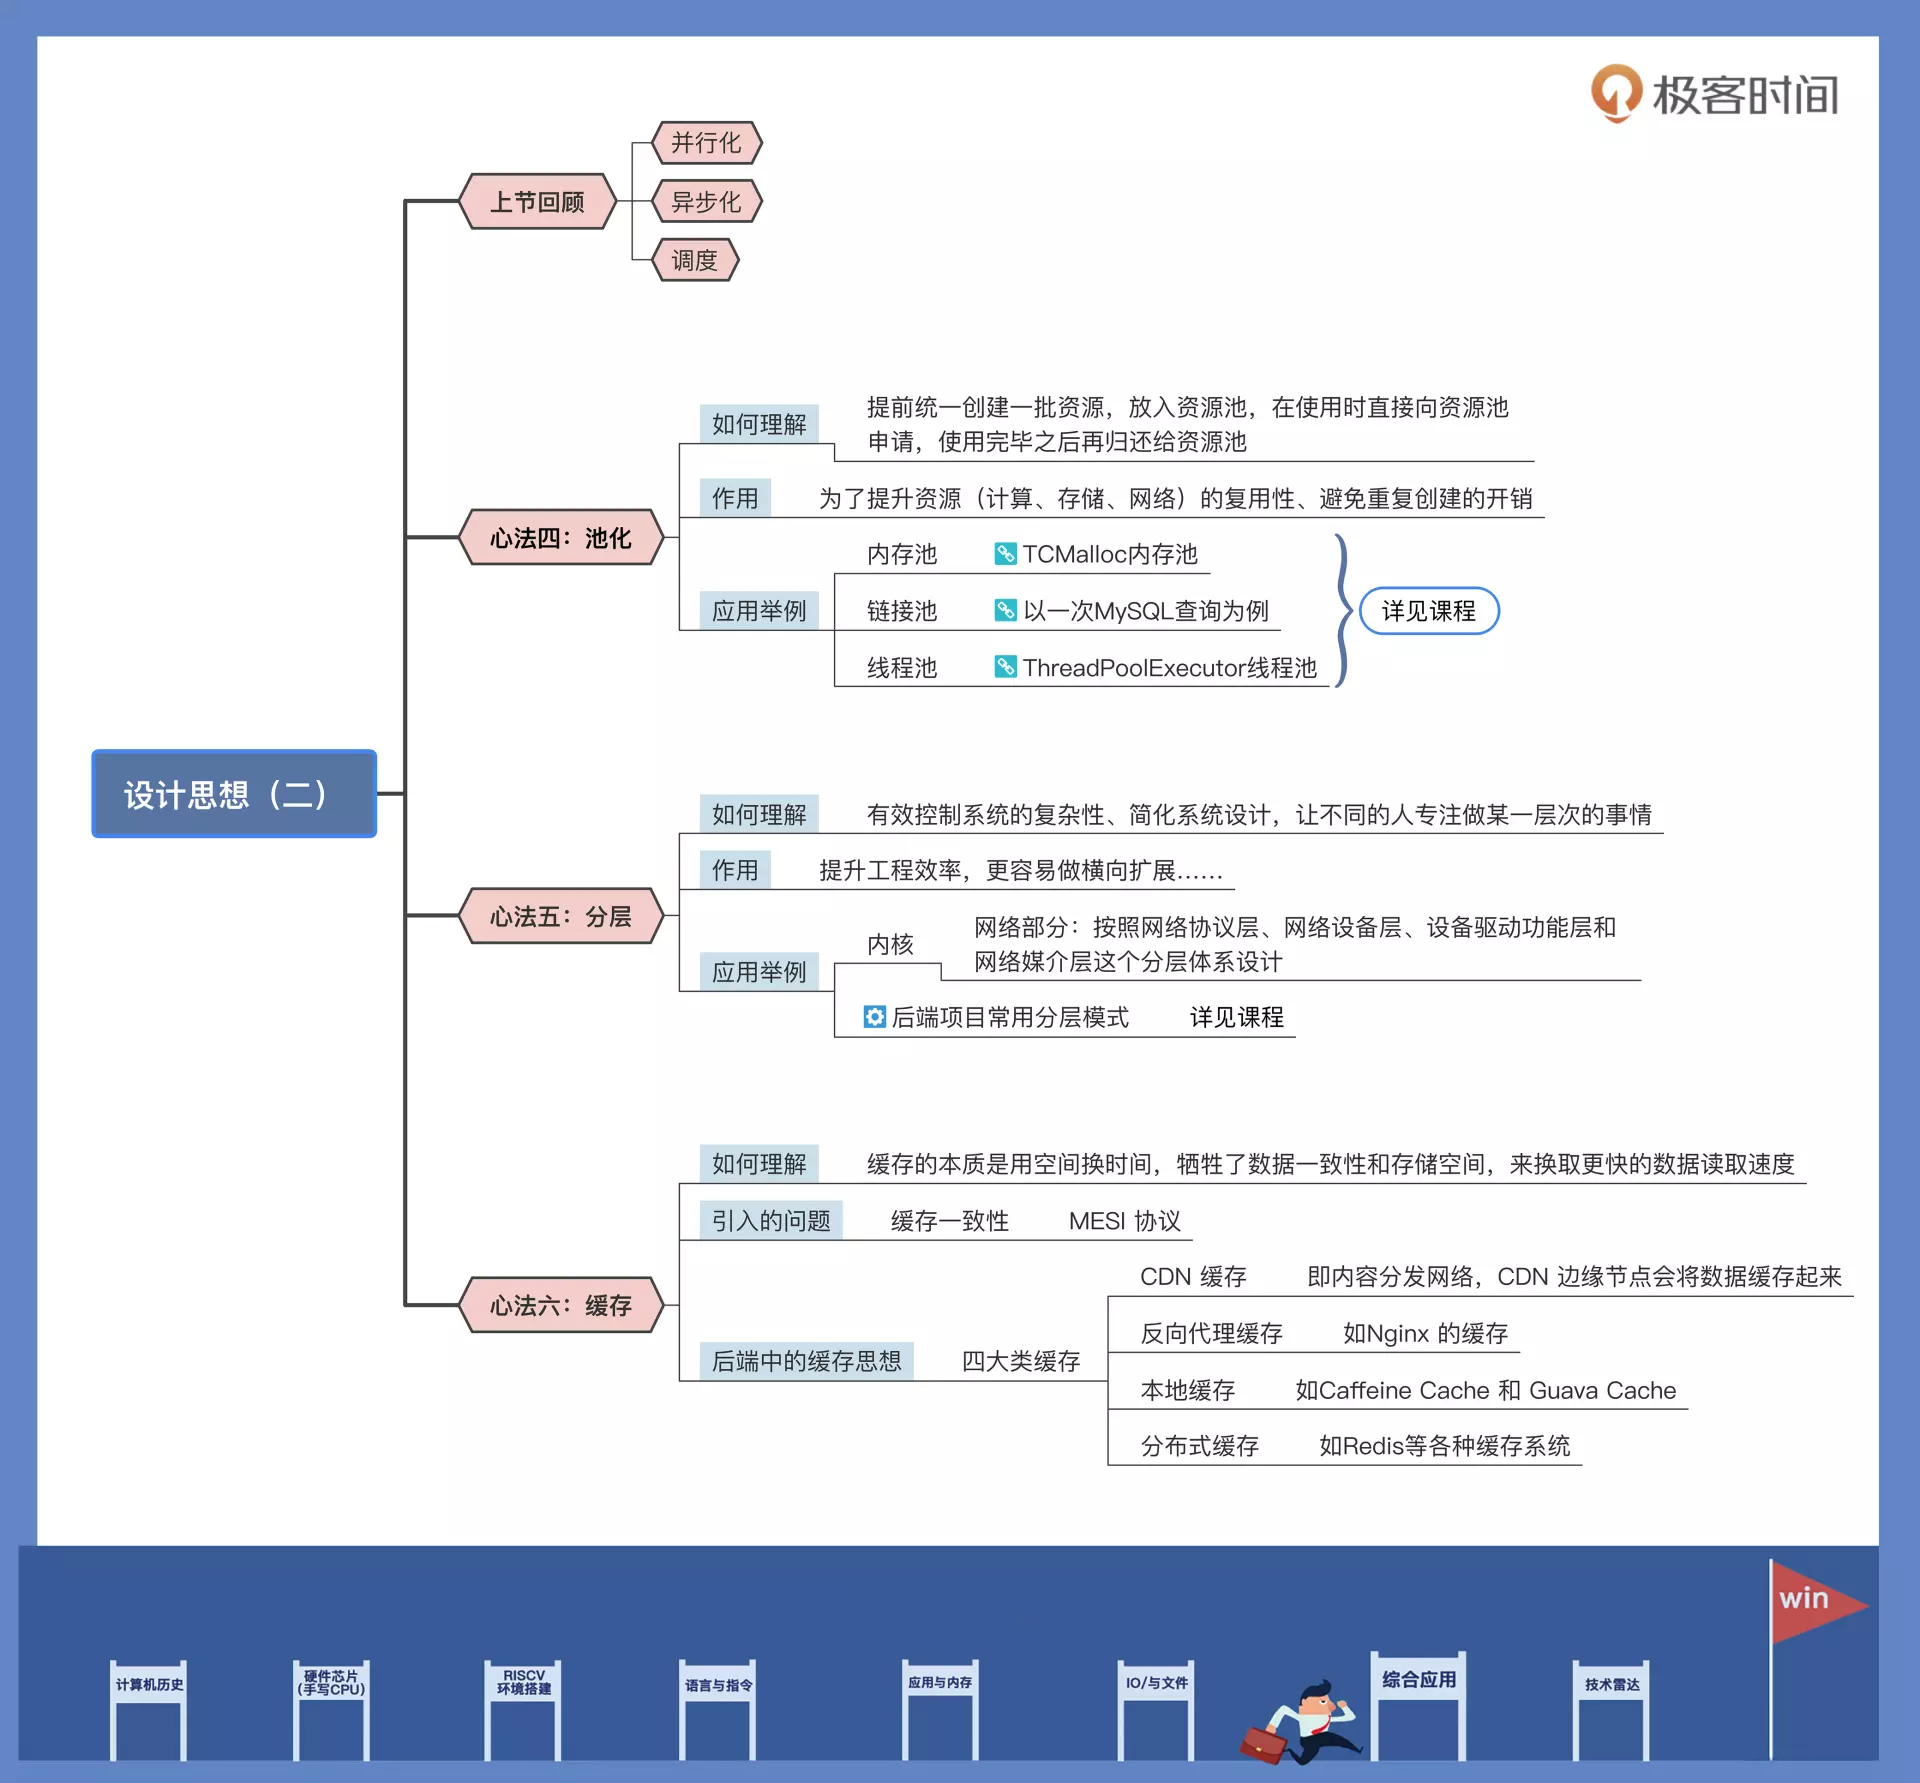 极客时间
设计思想（二）
上节回顾
并行化
异步化
调度
心法四：池化
如何理解
提前统一创建一批资源，放入资源池，在使用时直接向资源池
申请，使用完毕之后再归还给资源池
作用
为了提升资源（计算、存储、网络）的复用性、避免重复创建的开销
应用举例
内存池
TCMalloc内存池
链接池
以一次MySQL查询为例
线程池
ThreadPoolExecutor线程池
详见课程
心法五：分层
如何理解
有效控制系统的复杂性、简化系统设计，让不同的人专注做某一层次的事情
作用
提升工程效率，更容易做横向扩展……
应用举例
内核
网络部分：按照网络协议层、网络设备层、设备驱动功能层和
网络媒介层这个分层体系设计
后端项目常用分层模式
详见课程
心法六：缓存
如何理解
缓存的本质是用空间换时间，牺牲了数据一致性和存储空间，来换取更快的数据读取速度
引入的问题
缓存一致性
MESI 协议
后端中的缓存思想
四大类缓存
CDN 缓存
即内容分发网络，CDN 边缘节点会将数据缓存起来
反向代理缓存
如Nginx 的缓存
本地缓存
如Caffeine Cache 和 Guava Cache
分布式缓存
如Redis等各种缓存系统
win
计算机历史
硬件芯片
(手写CPU)
RISCV
环境搭建
语言与指令
应用与内存
IO/与文件
综合应用
技术雷达